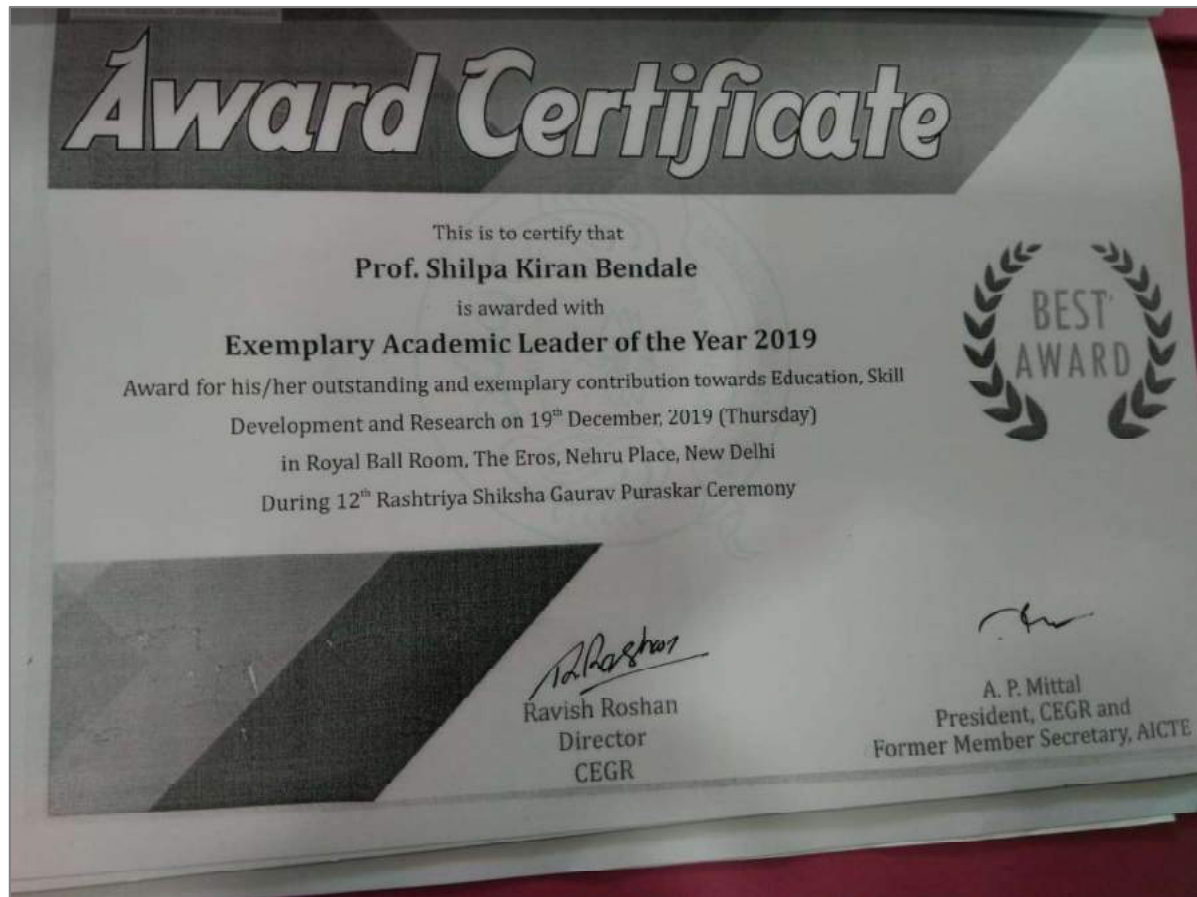 Award Certificate
This is to certify that
Prof. Shilpa Kiran Bendale
is awarded with
Exemplary Academic Leader of the Year 2019
Award for his/her outstanding and exemplary contribution towards Education, Skill
Development and Research on 19th December, 2019 (Thursday)
in Royal Ball Room, The Eros, Nehru Place, New Delhi
During 12th Rashtriya Shiksha Gaurav Puraskar Ceremony
BEST
AWARD
Ravish Roshan
Director
CEGR
A. P. Mittal
President, CEGR and
Former Member Secretary, AICTE